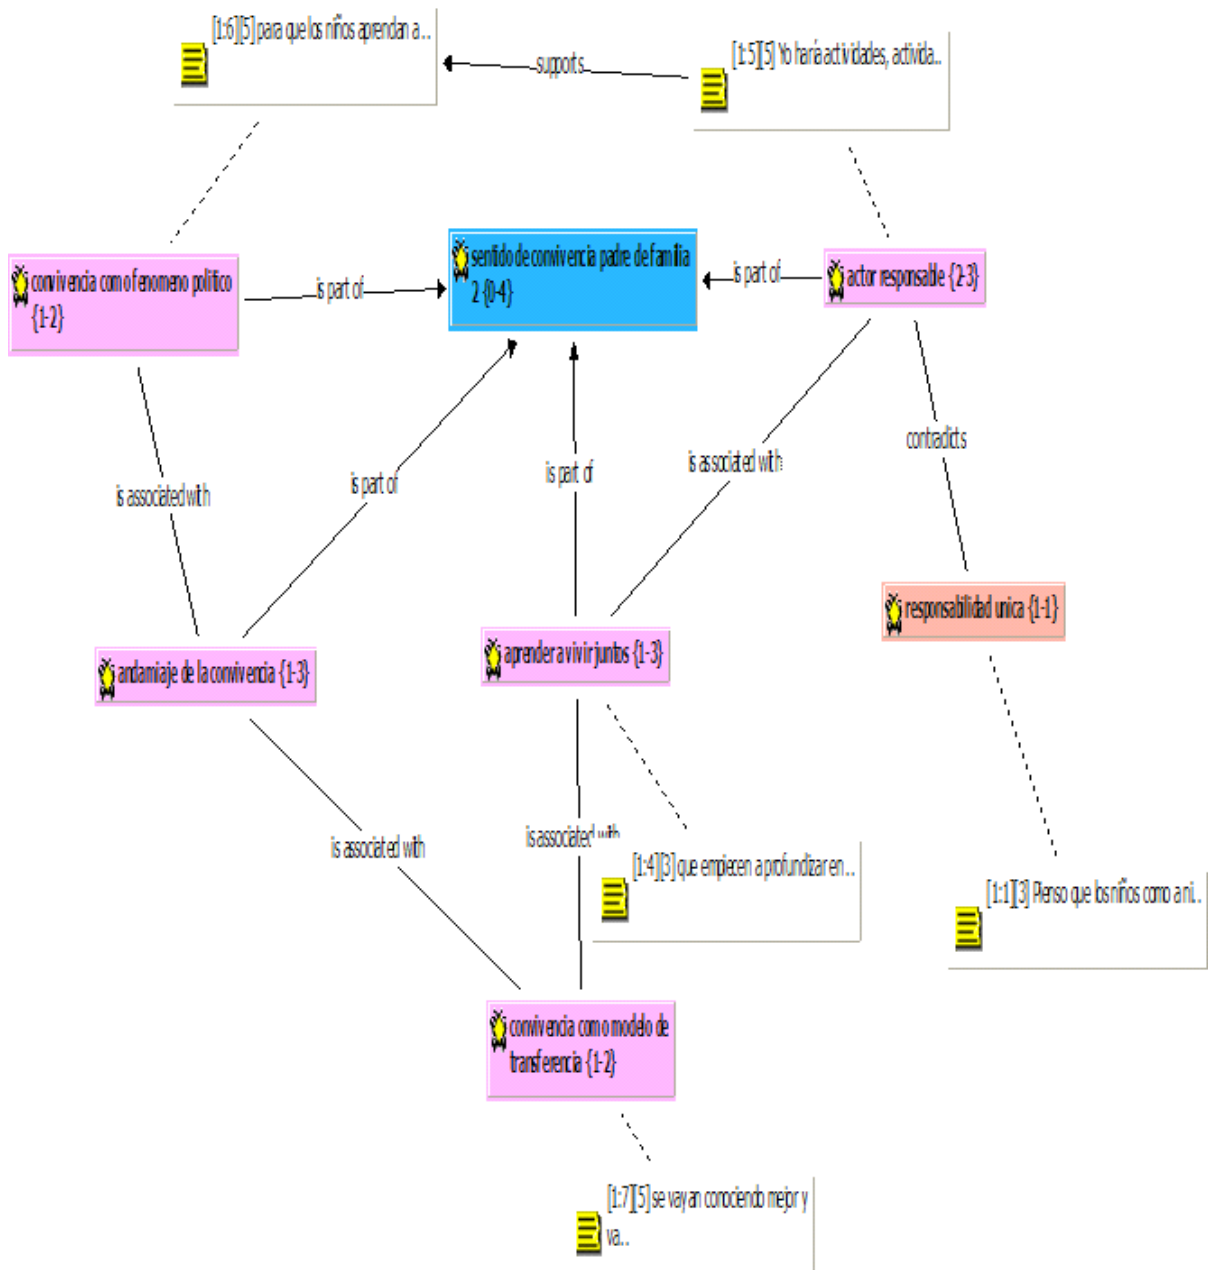 [1:6][5] para que los niños aprendan a..
[1:5][5] Yo haría actividades, activida..
supports
convivencia como fenomeno politico
{1-2}
is part of
sentido de convivencia padre de familia
2 {0-4}
is part of
actor responsable {2-3}
contradicts
is associated with
is part of
is part of
is associated with
responsabilidad unica {1-1}
andamiaje de la convivencia {1-3}
aprender a vivir juntos {1-3}
is associated with
is associated with
[1:4][3] que empiecen a profundizar en..
[1:1][3] Pienso que los niños como a ni..
convivencia como modelo de
transferencia {1-2}
[1:7][5] se vayan conociendo mejor y
va..